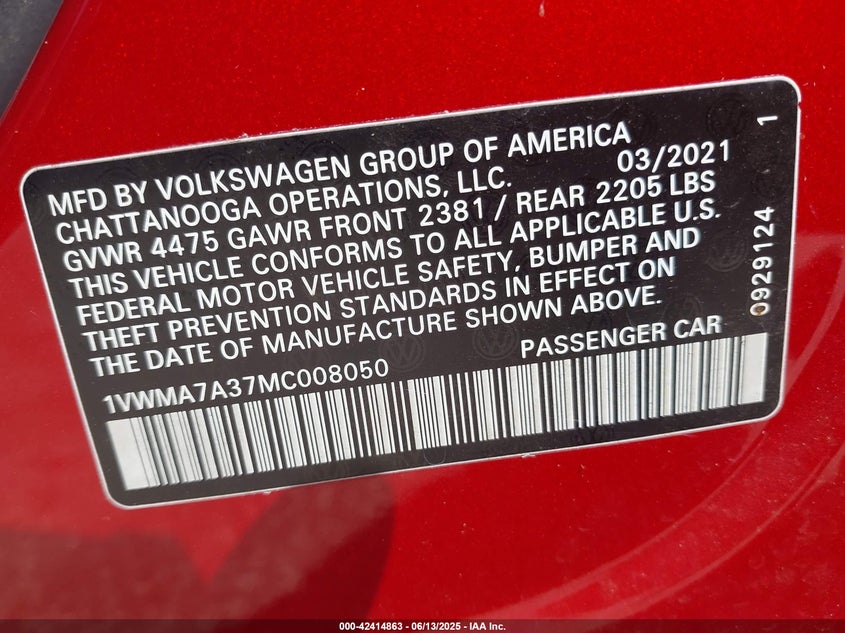 MFD BY VOLKSWAGEN GROUP OF AMERICA
CHATTANOOGA OPERATIONS, LLC. 03/2021
GVWR 4475 GAWR FRONT 2381 / REAR 2205 LBS
THIS VEHICLE CONFORMS TO ALL APPLICABLE U.S.
FEDERAL MOTOR VEHICLE SAFETY, BUMPER AND
THEFT PREVENTION STANDARDS IN EFFECT ON
THE DATE OF MANUFACTURE SHOWN ABOVE.
1VWMA7A37MC008050 PASSENGER CAR
0929124 1
000-42414863 - 06/13/2025 - IAA Inc.